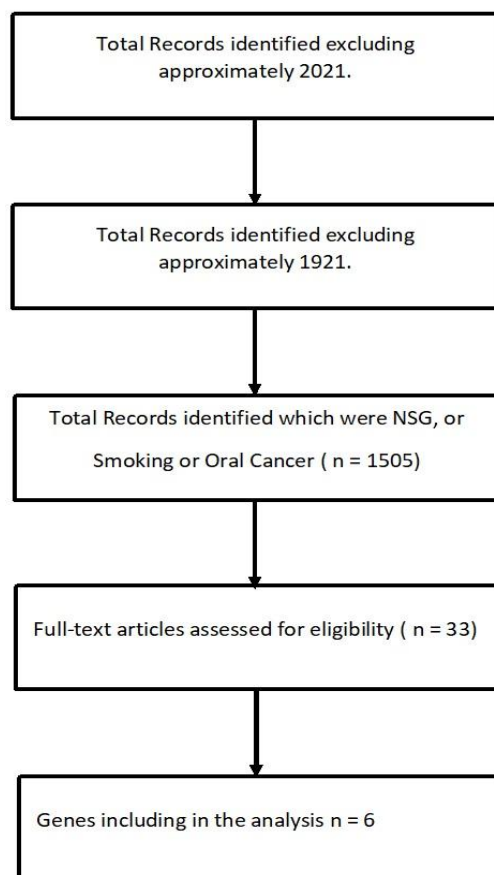 Total Records identified excluding
approximately 2021.
Total Records identified excluding
approximately 1921.
Total Records identified which were NSG, or
Smoking or Oral Cancer ( n = 1505)
Full-text articles assessed for eligibility ( n = 33)
Genes including in the analysis n = 6